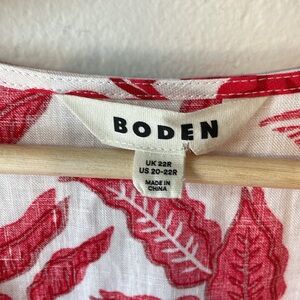 BODEN
UK 22R
US 20-22R
MADE IN
CHINA